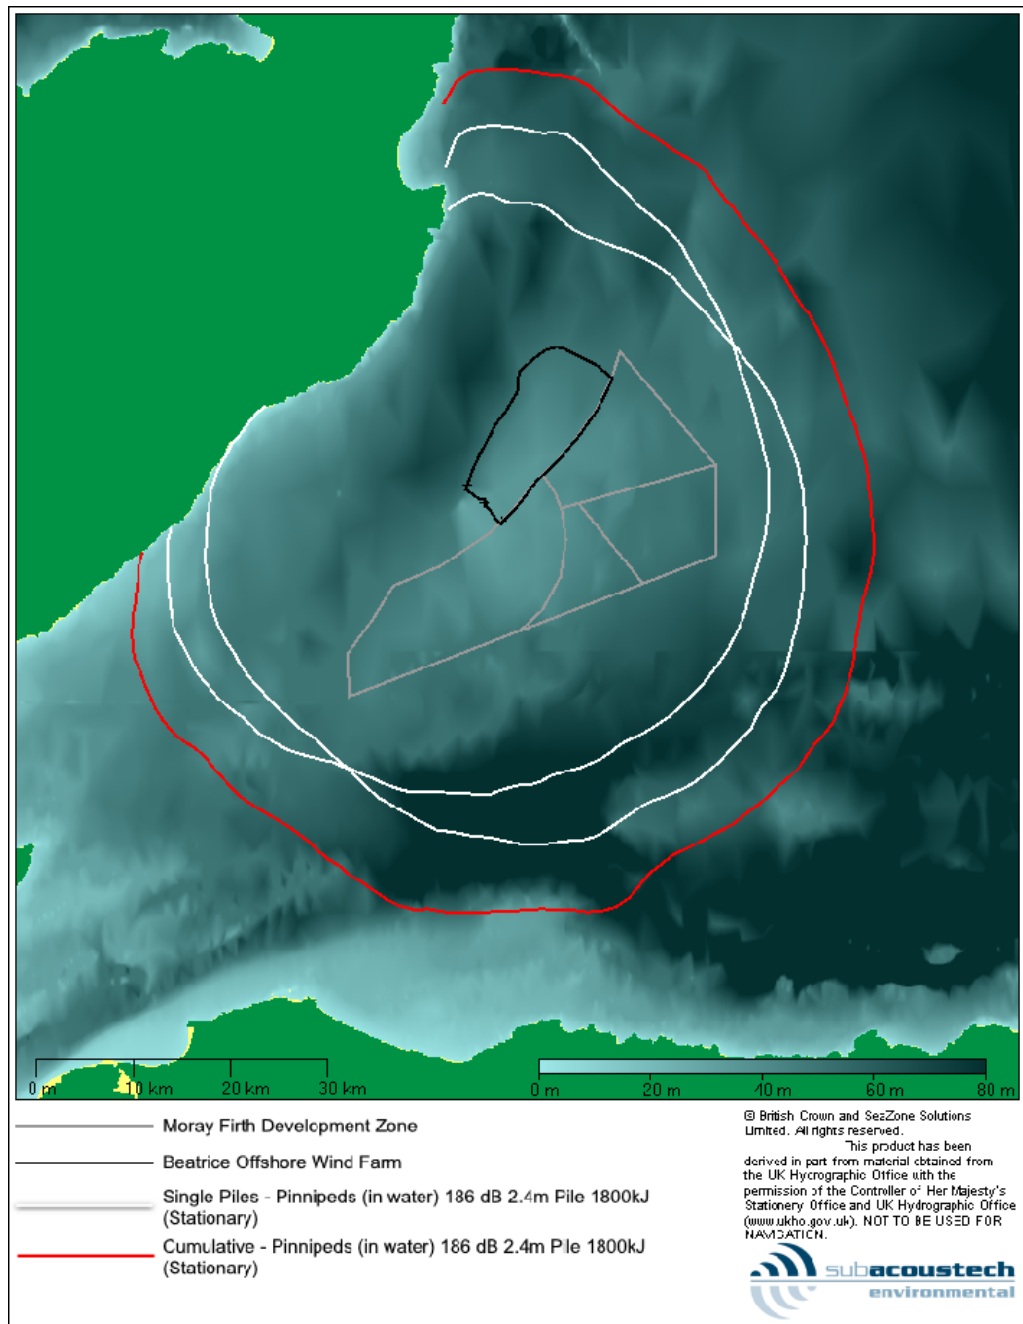 0 m 10 km 20 km 30 km
0 m 20 m 40 m 60 m 80 m
Moray Firth Development Zone
Beatrice Offshore Wind Farm
Single Piles - Pinnipeds (in water) 186 dB 2.4m Pile 1800kJ
(Stationary)
Cumulative - Pinnipeds (in water) 186 dB 2.4m Pile 1800kJ
(Stationary)
© British Crown and SeaZone Solutions
Limited. All rights reserved.
This product has been
derived in part from material obtained from
the UK Hydrographic Office with the
permission of the Controller of Her Majesty's
Stationery Office and UK Hydrographic Office
(www.ukho.gov.uk). NOT TO BE USED FOR
NAVIGATION.
subacoustech
environmental